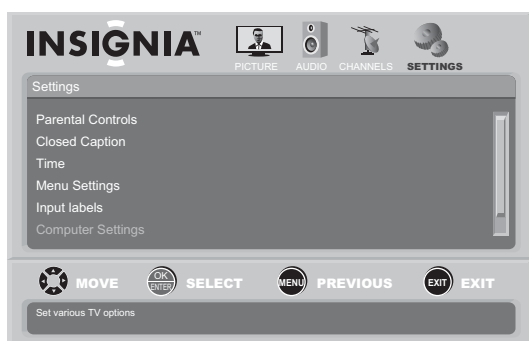 INSIGNIA™
PICTURE AUDIO CHANNELS SETTINGS
Settings
Parental Controls
Closed Caption
Time
Menu Settings
Input labels
Computer Settings
MOVE OK ENTER SELECT MENU PREVIOUS EXIT EXIT
Set various TV options